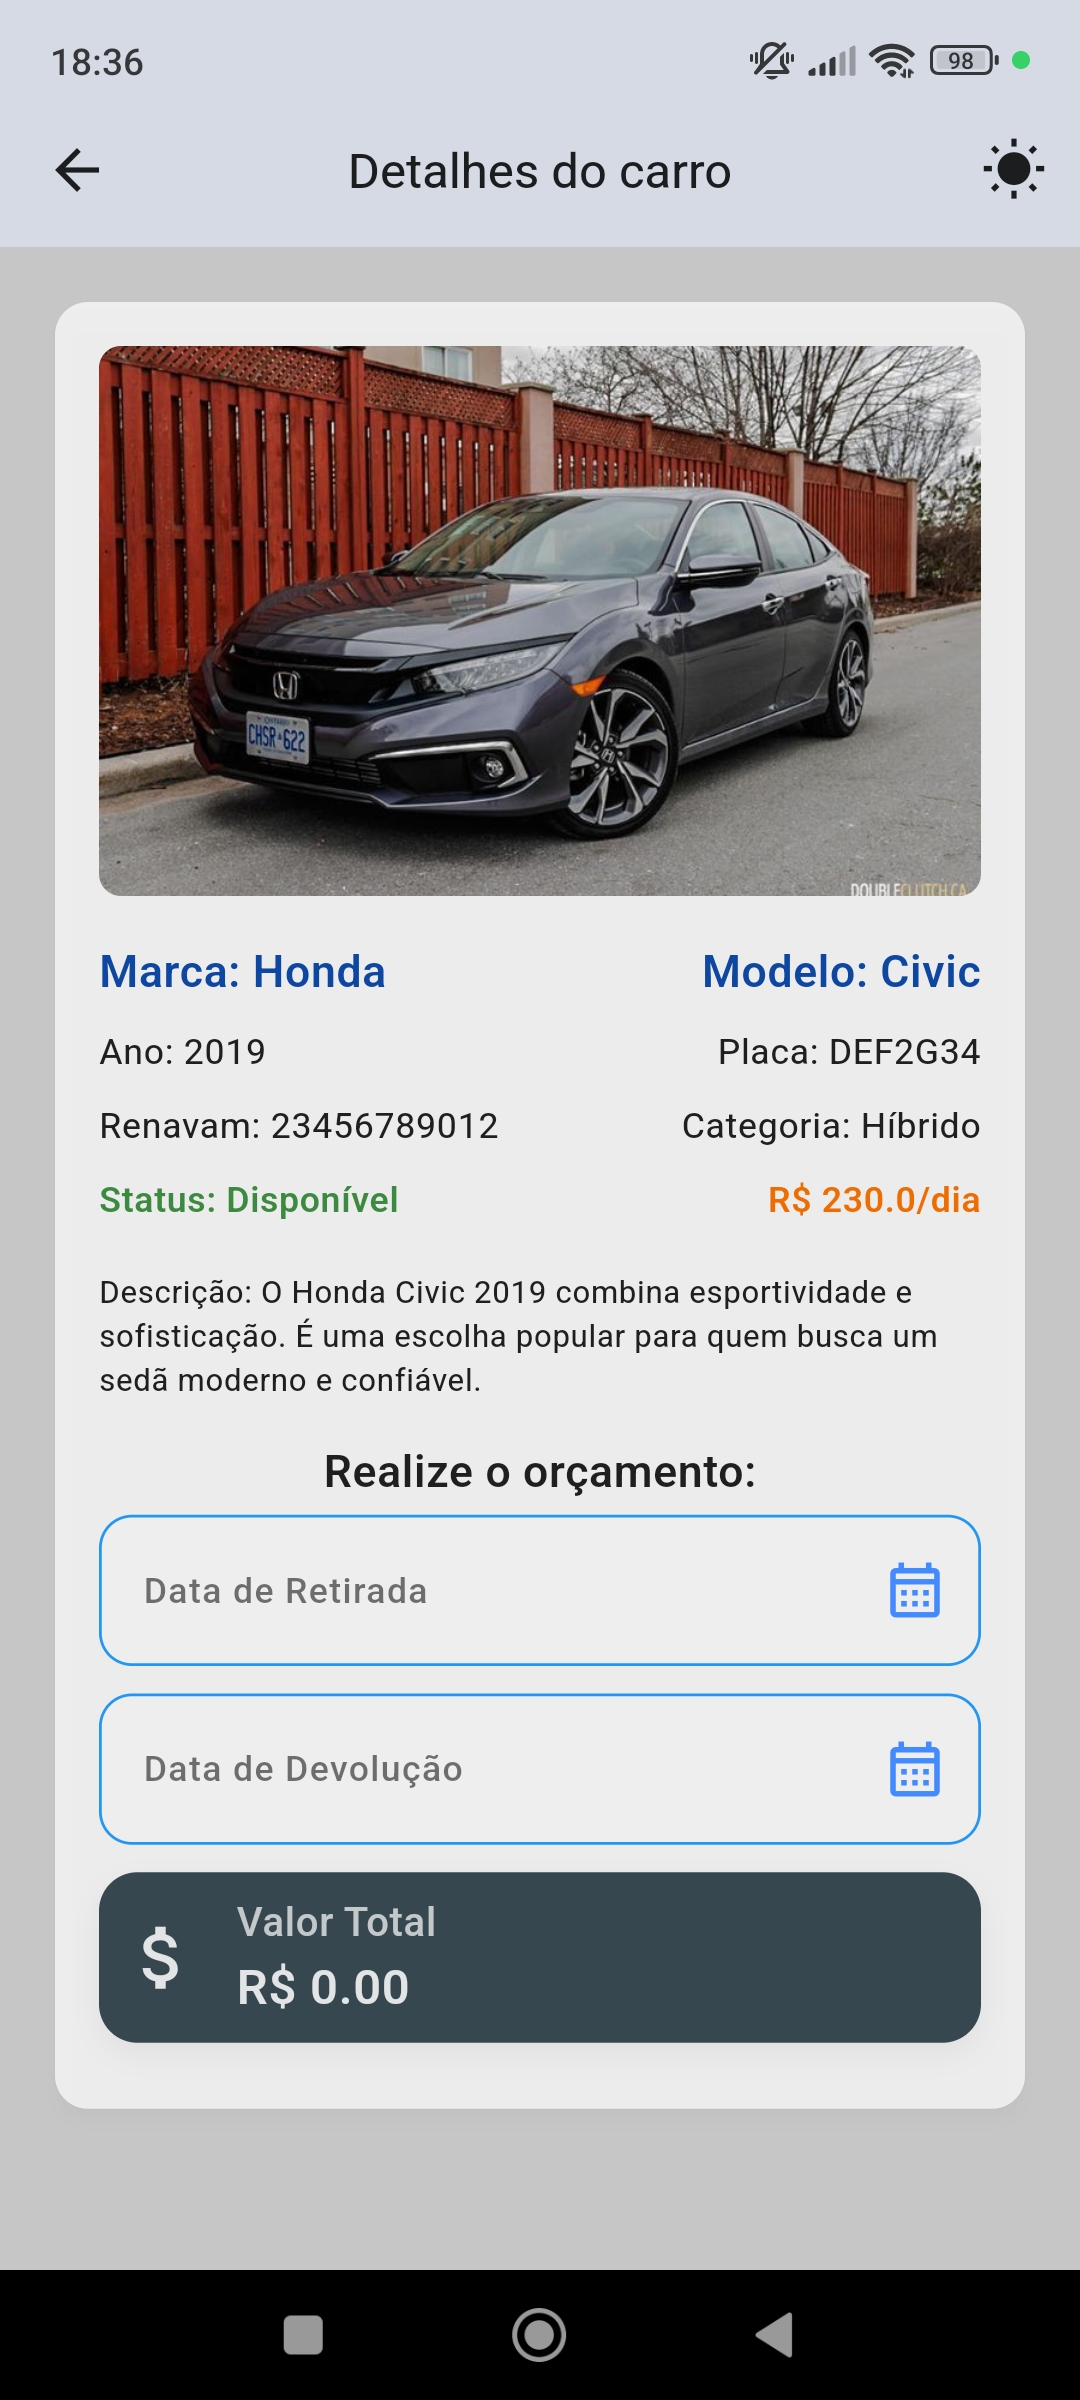 18:36
98
Detalhes do carro
ONTARIO
CHSR 622
DOUBLECLUTCH.CA
Marca: Honda
Modelo: Civic
Ano: 2019
Placa: DEF2G34
Renavam: 23456789012
Categoria: Híbrido
Status: Disponível
R$ 230.0/dia
Descrição: O Honda Civic 2019 combina esportividade e
sofisticação. É uma escolha popular para quem busca um
sedã moderno e confiável.
Realize o orçamento:
Data de Retirada
Data de Devolução
$
Valor Total
R$ 0.00